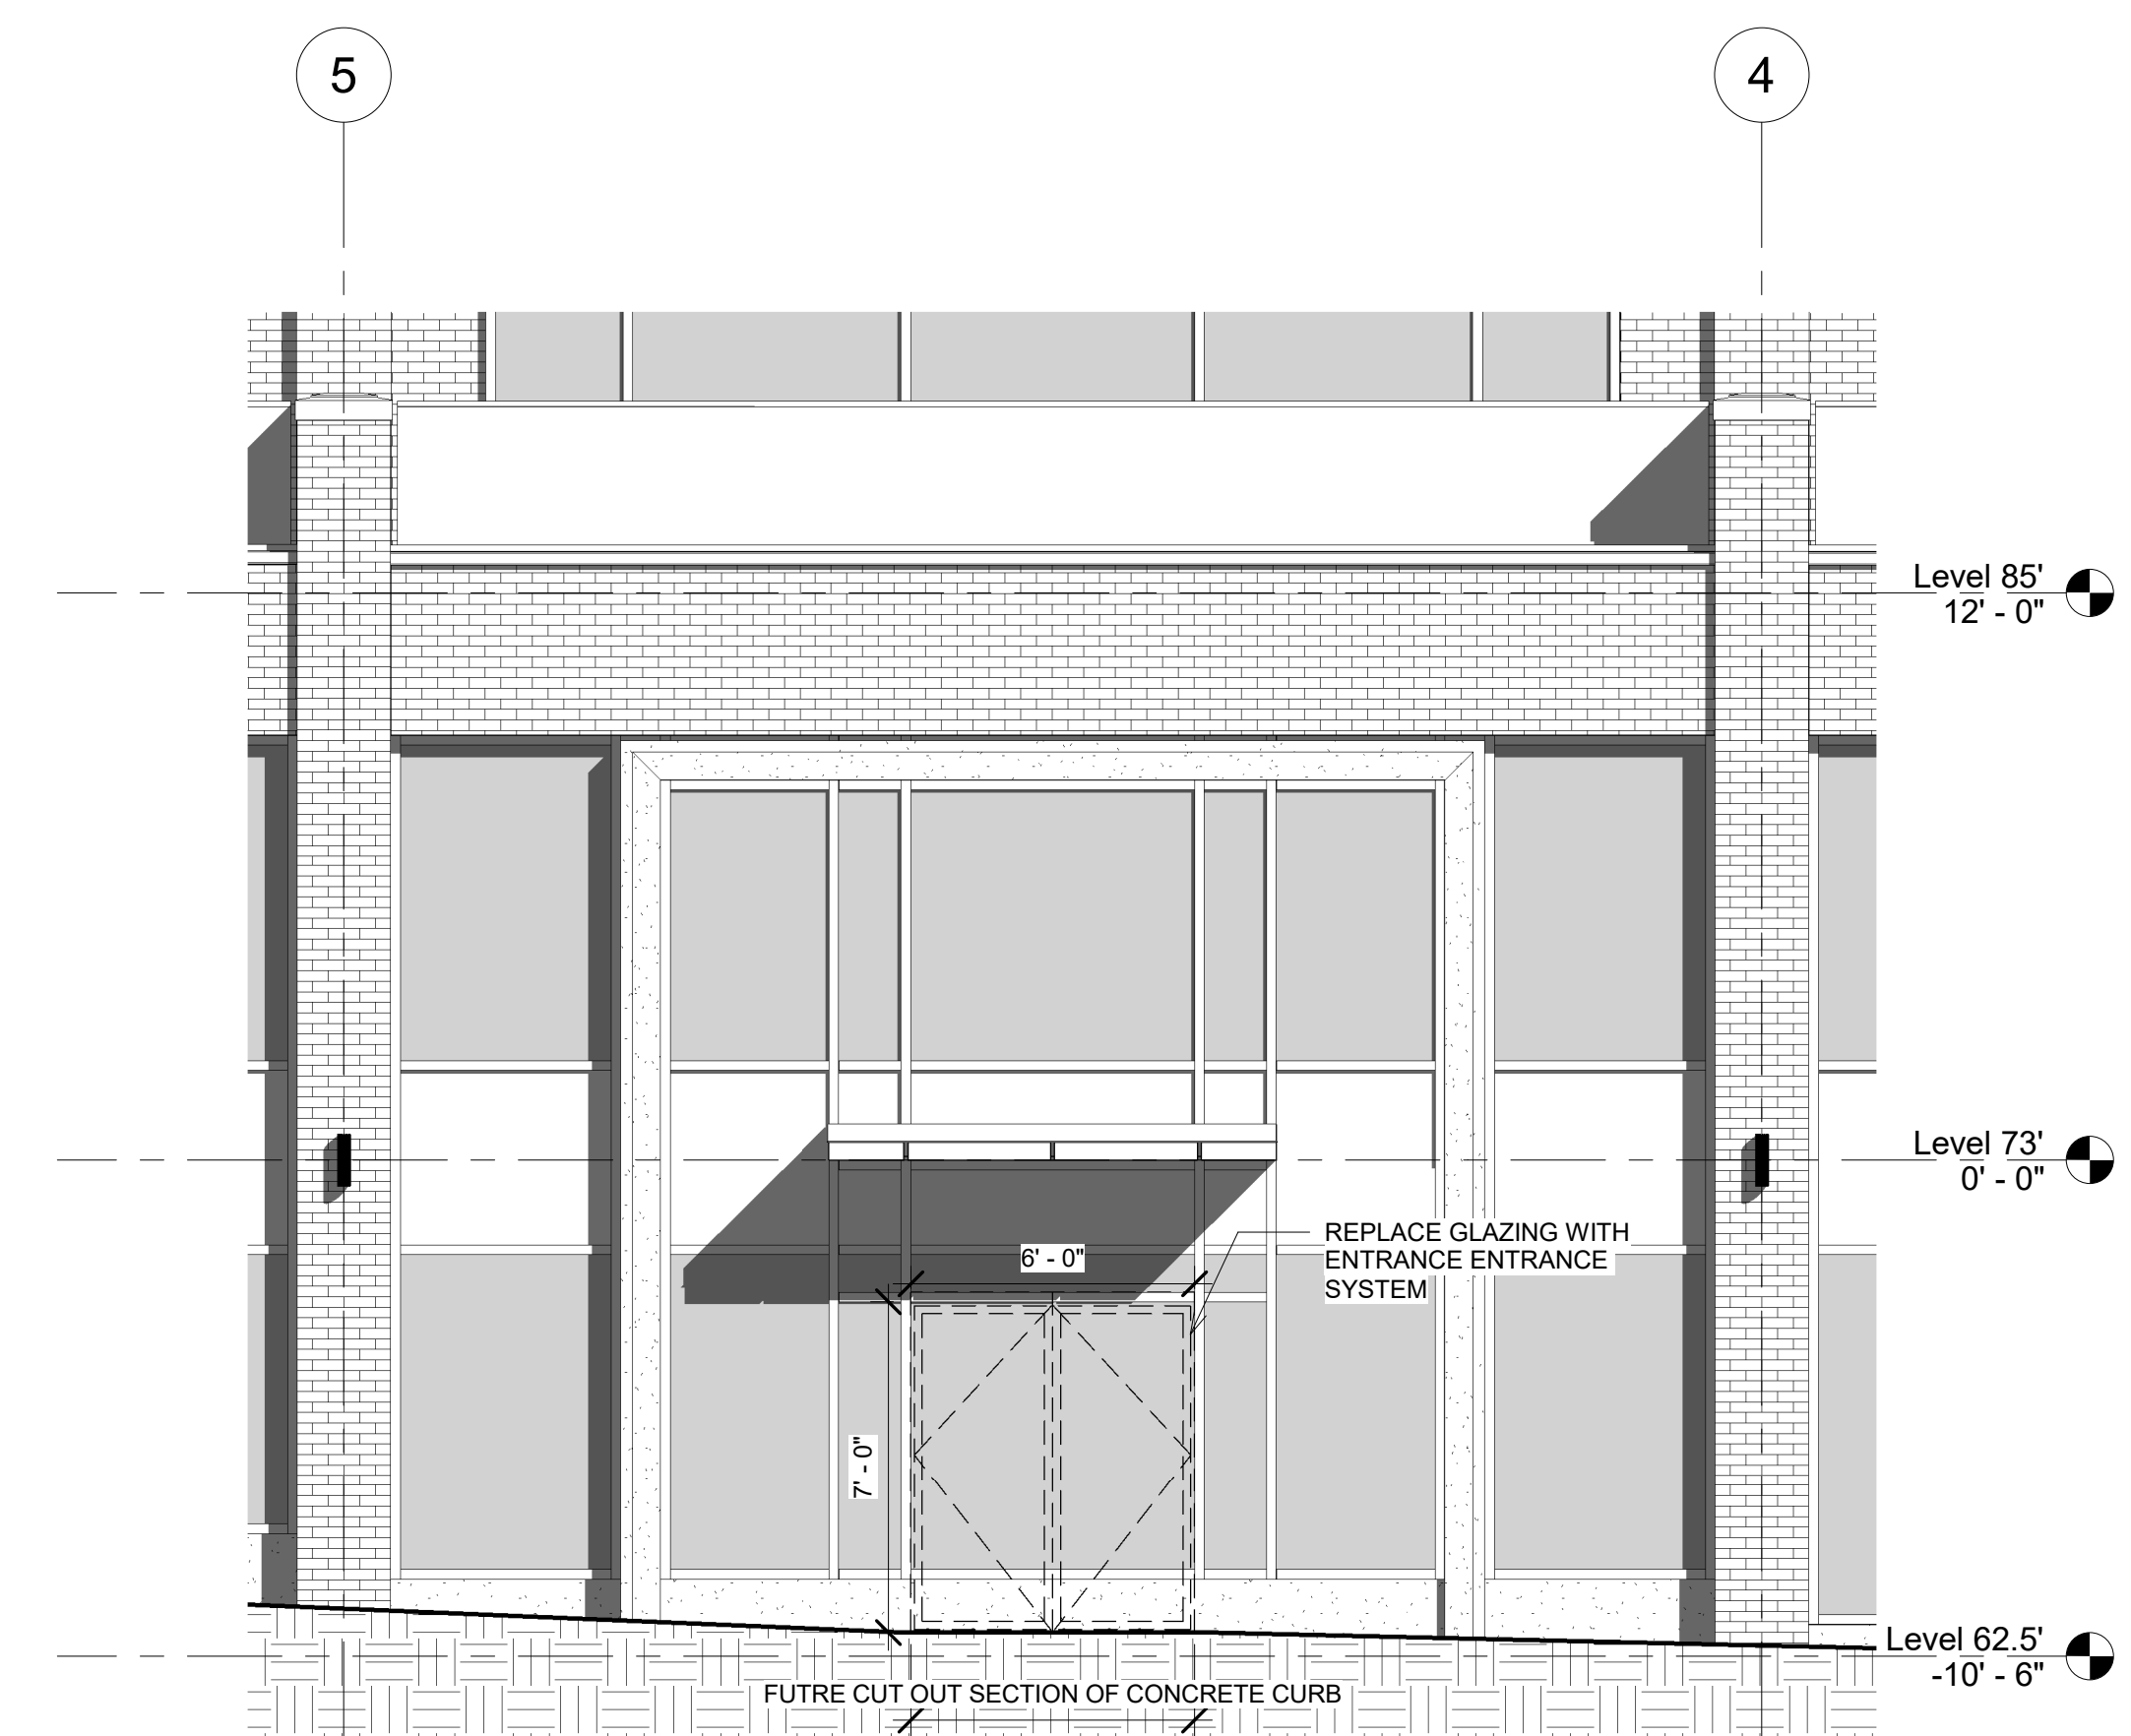 5
4
Level 85'
12' - 0"
Level 73'
0' - 0"
REPLACE GLAZING WITH
ENTRANCE ENTRANCE
SYSTEM
6' - 0"
7' - 0"
Level 62.5'
-10' - 6"
FUTRE CUT OUT SECTION OF CONCRETE CURB